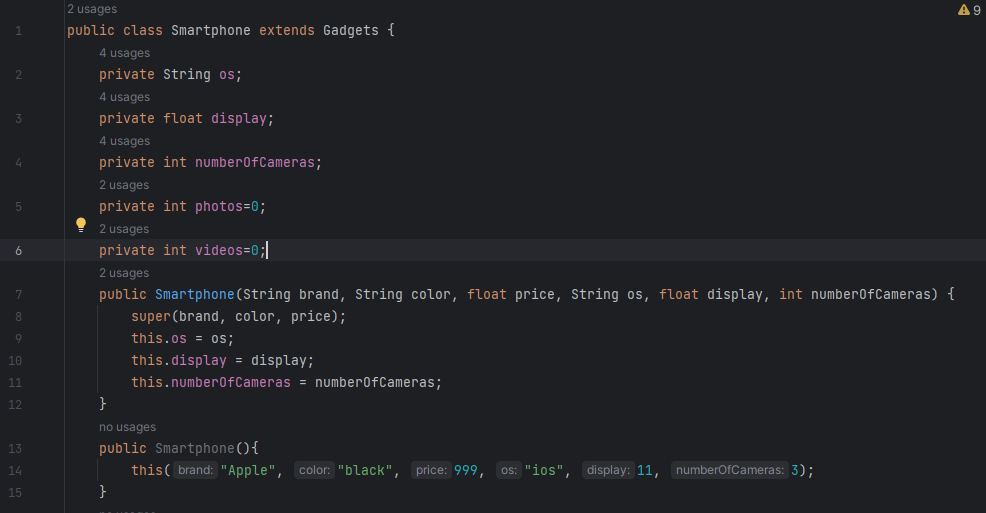 2 usages
9
1 public class Smartphone extends Gadgets {
4 usages
2 private String os;
4 usages
3 private float display;
4 usages
4 private int numberOfCameras;
2 usages
5 private int photos=0;
2 usages
6 private int videos=0;
2 usages
7 public Smartphone(String brand, String color, float price, String os, float display, int numberOfCameras) {
8 super(brand, color, price);
9 this.os = os;
10 this.display = display;
11 this.numberOfCameras = numberOfCameras;
12 }
no usages
13 public Smartphone(){
14 this( brand: "Apple", color: "black", price: 999, os: "ios", display: 11, numberOfCameras: 3);
15 }